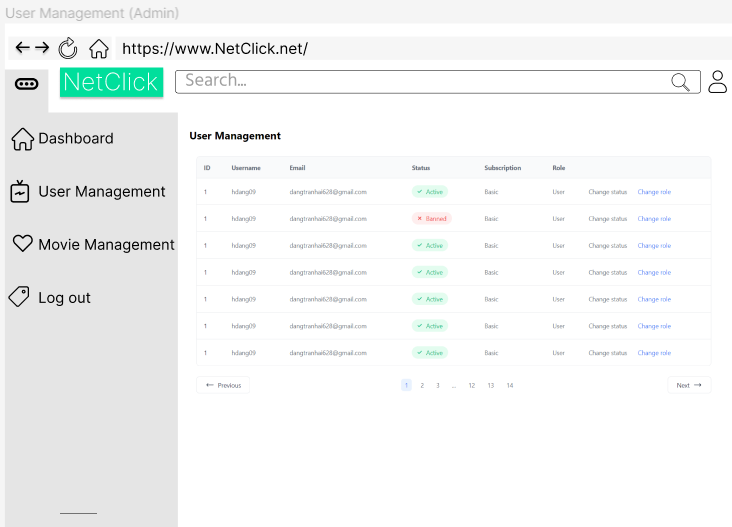 User Management (Admin)
https://www.NetClick.net/
NetClick Search...
Dashboard
User Management
Movie Management
Log out
User Management
ID Username Email Status Subscription Role
1 hdang09 dangtranhai628@gmail.com Active Basic User Change status Change role
1 hdang09 dangtranhai628@gmail.com Banned Basic User Change status Change role
1 hdang09 dangtranhai628@gmail.com Active Basic User Change status Change role
1 hdang09 dangtranhai628@gmail.com Active Basic User Change status Change role
1 hdang09 dangtranhai628@gmail.com Active Basic User Change status Change role
1 hdang09 dangtranhai628@gmail.com Active Basic User Change status Change role
1 hdang09 dangtranhai628@gmail.com Active Basic User Change status Change role
← Previous 1 2 3 ... 12 13 14 Next →